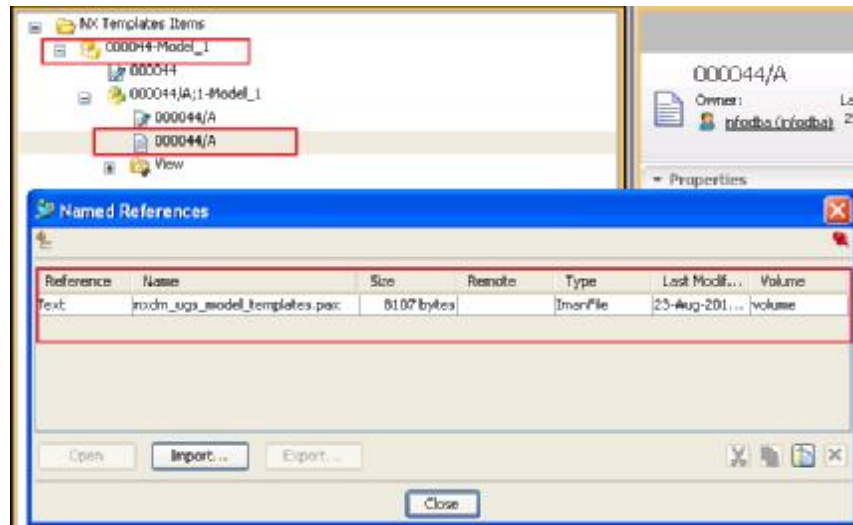 NX Templates Items
000044-Model_1
000044
000044/A;1-Model_1
000044/A
000044/A
View
000044/A
Owner: La
infodba (infodba) 2
Properties
Named References
Reference Name Size Remote Type Last Modif... Volume
Text nxdm_ugs_model_templates.pax 8107 bytes ImanFile 23-Aug-201... volume
Open Import... Export...
Close